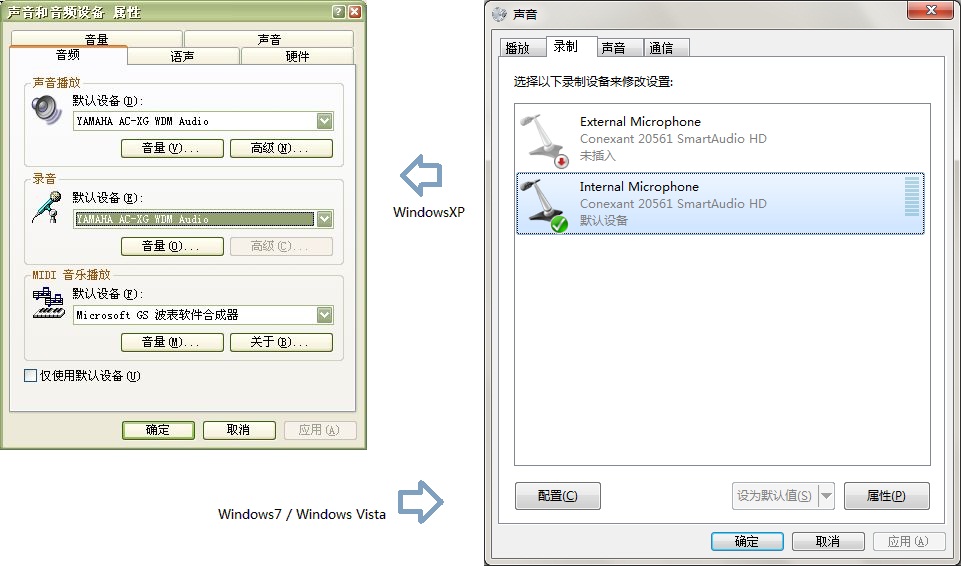 声音和音频设备 属性
音量
声音
音频
语声
硬件
声音播放
默认设备(D):
YAMAHA AC-XG WDM Audio
音量(V)...
高级(N)...
录音
默认设备(E):
YAMAHA AC-XG WDM Audio
音量(O)...
高级(C)...
MIDI 音乐播放
默认设备(F):
Microsoft GS 波表软件合成器
音量(M)...
关于(B)...
仅使用默认设备(U)
确定
取消
应用(A)
WindowsXP
Windows7 / Windows Vista
声音
播放
录制
声音
通信
选择以下录制设备来修改设置:
External Microphone
Conexant 20561 SmartAudio HD
未插入
Internal Microphone
Conexant 20561 SmartAudio HD
默认设备
配置(C)
设为默认值(S)
属性(P)
确定
取消
应用(A)